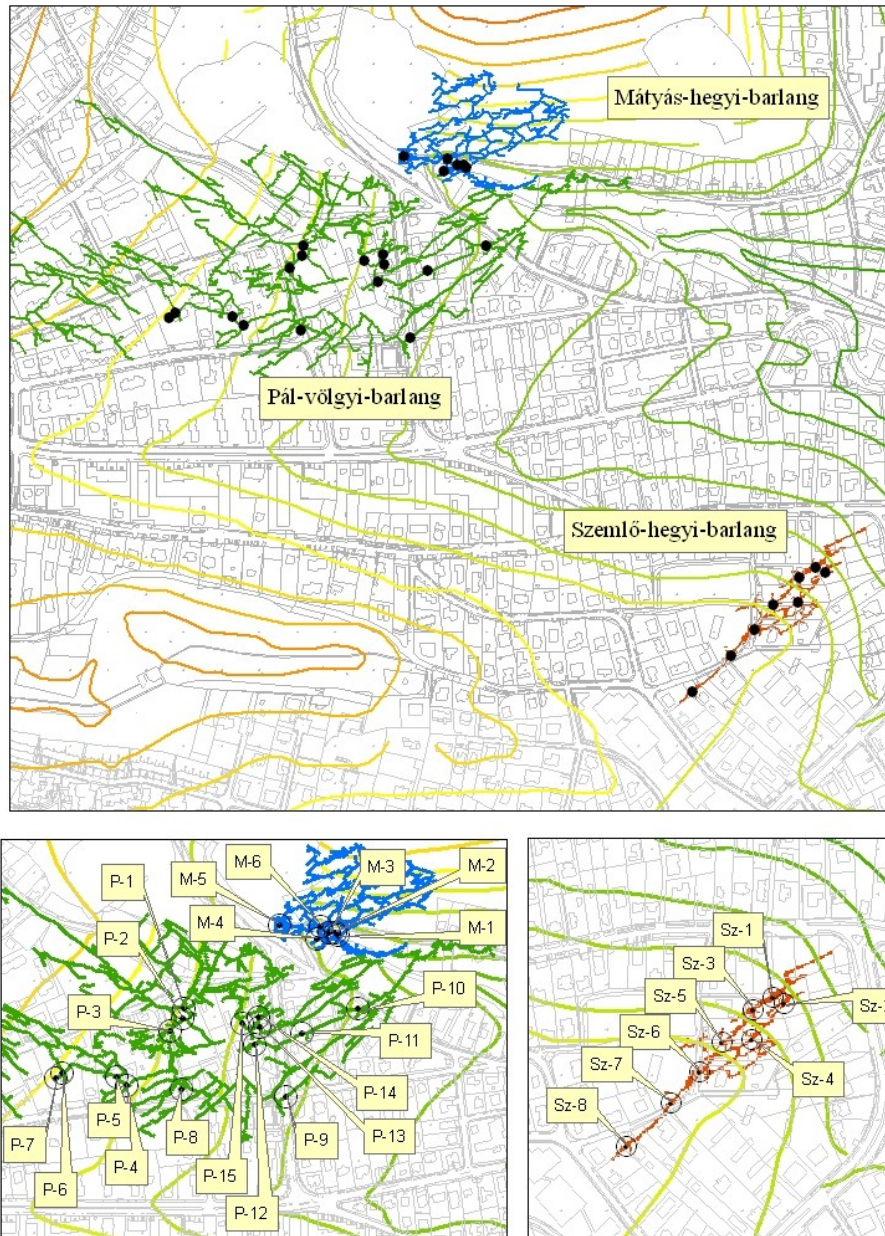 Mátyás-hegyi-barlang
Pál-völgyi-barlang
Szemlő-hegyi-barlang
M-6
M-3
M-2
P-1
M-5
M-4
M-1
P-2
P-3
P-10
P-11
P-14
P-7
P-5
P-8
P-9
P-13
P-6
P-4
P-15
P-12
Sz-1
Sz-3
Sz-5
Sz-6
Sz-7
Sz-4
Sz-8